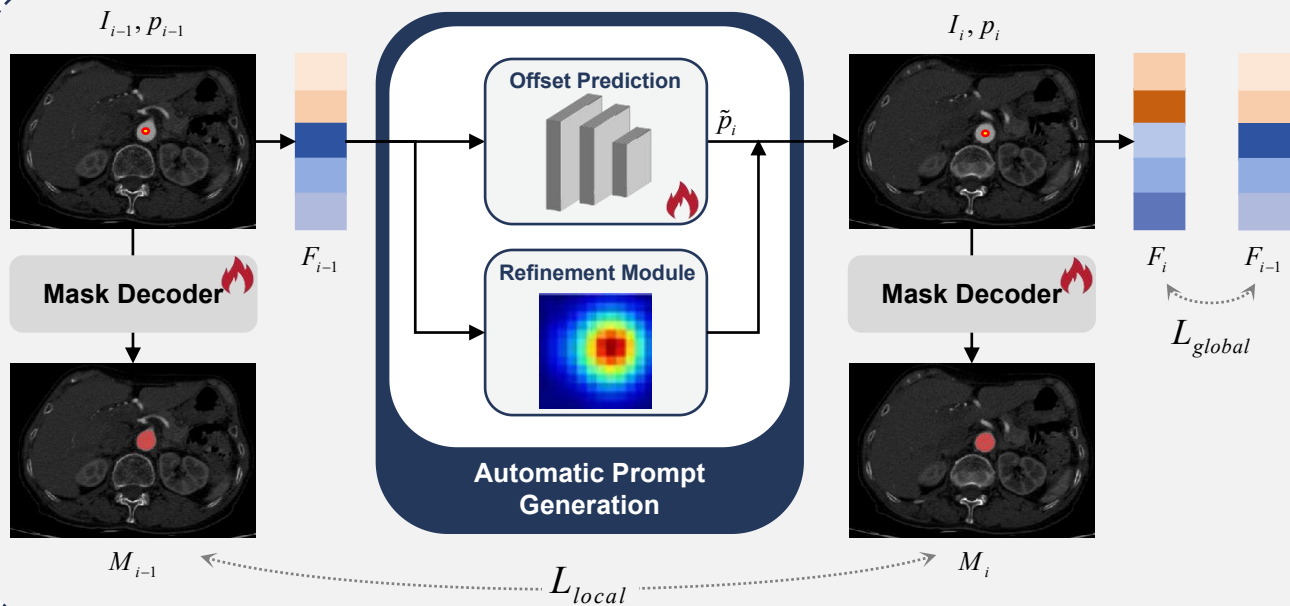 I_{i-1}, p_{i-1}
I_i, p_i
Offset Prediction
\tilde{p}_i
F_{i-1}
Refinement Module
F_i
F_{i-1}
Mask Decoder
Mask Decoder
L_{global}
Automatic Prompt
Generation
M_{i-1}
M_i
L_{local}